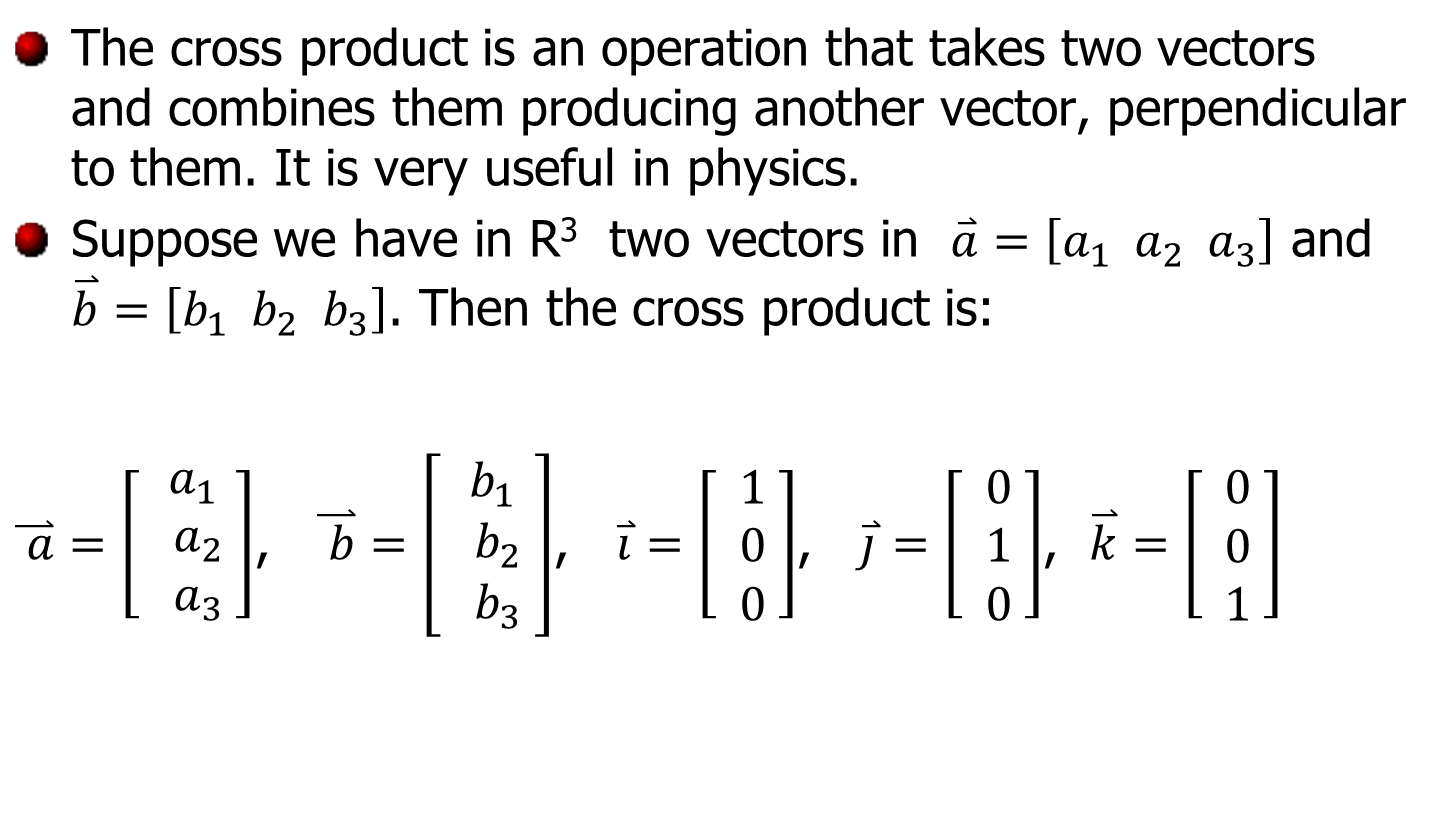 The cross product is an operation that takes two vectors
and combines them producing another vector, perpendicular
to them. It is very useful in physics.
Suppose we have in R³ two vectors in a⃗ = [a₁ a₂ a₃] and
b⃗ = [b₁ b₂ b₃]. Then the cross product is:
a⃗ = [a₁ a₂ a₃], b⃗ = [b₁ b₂ b₃], ı⃗ = [1 0 0], ȷ⃗ = [0 1 0], k⃗ = [0 0 1]